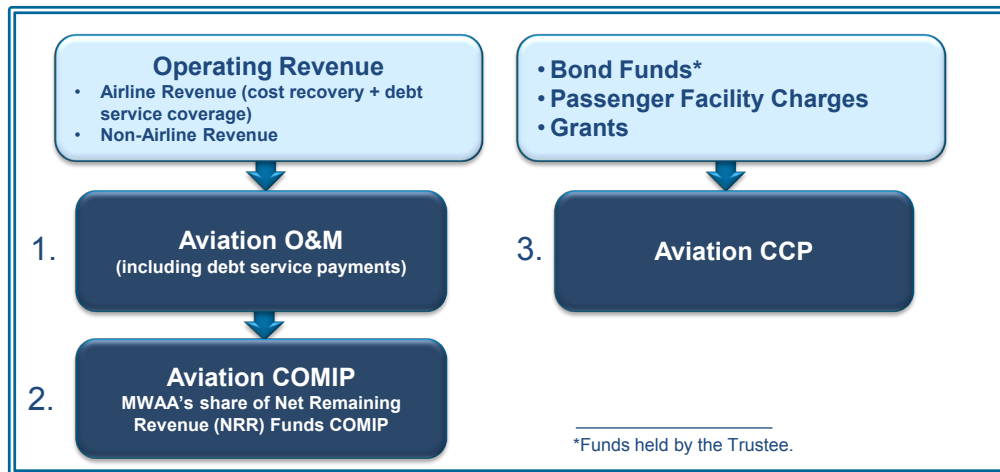 Operating Revenue
• Airline Revenue (cost recovery + debt
service coverage)
• Non-Airline Revenue
1.
Aviation O&M
(including debt service payments)
2.
Aviation COMIP
MWAA's share of Net Remaining
Revenue (NRR) Funds COMIP
• Bond Funds*
• Passenger Facility Charges
• Grants
3.
Aviation CCP
*Funds held by the Trustee.